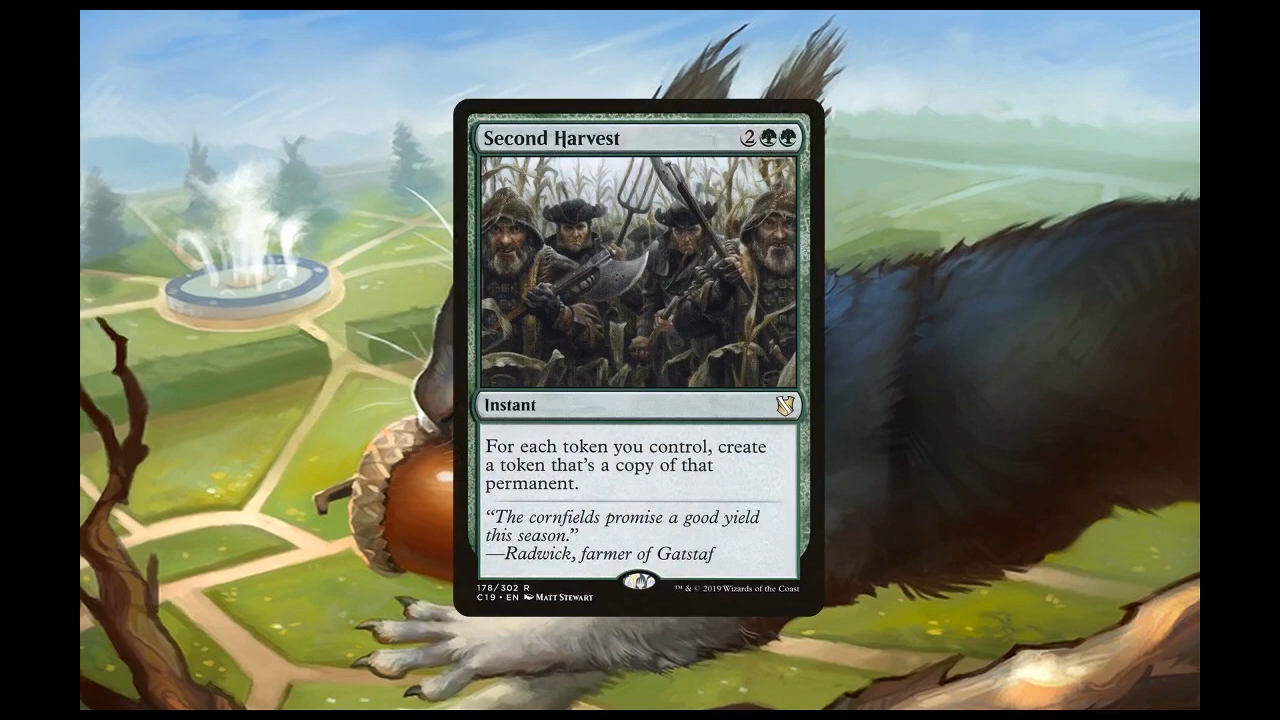 Second Harvest 2
Instant
For each token you control, create
a token that's a copy of that
permanent.
“The cornfields promise a good yield
this season.”
—Radwick, farmer of Gatstaf
178/302 R
C19 • EN Matt Stewart
™ & © 2019 Wizards of the Coast